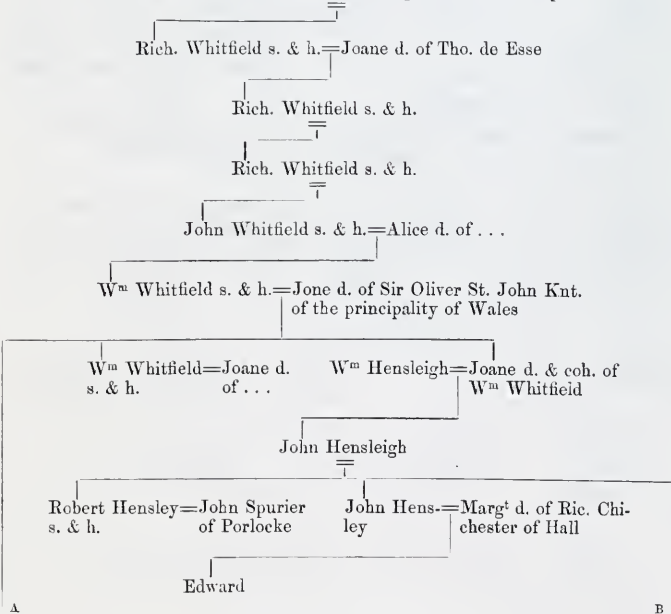 Rich. Whitfield s. & h.=Joane d. of Tho. de Esse
Rich. Whitfield s. & h.
=
Rich. Whitfield s. & h.
=
John Whitfield s. & h.=Alice d. of . . .
Wᵐ Whitfield s. & h.=Jone d. of Sir Oliver St. John Knt.
of the principality of Wales
Wᵐ Whitfield=Joane d. Wᵐ Hensleigh=Joane d. & coh. of
s. & h. of . . . Wᵐ Whitfield
John Hensleigh
=
Robert Hensley=John Spurier John Hens-=Margᵗ d. of Ric. Chi-
s. & h. of Porlocke ley chester of Hall
Edward
A B